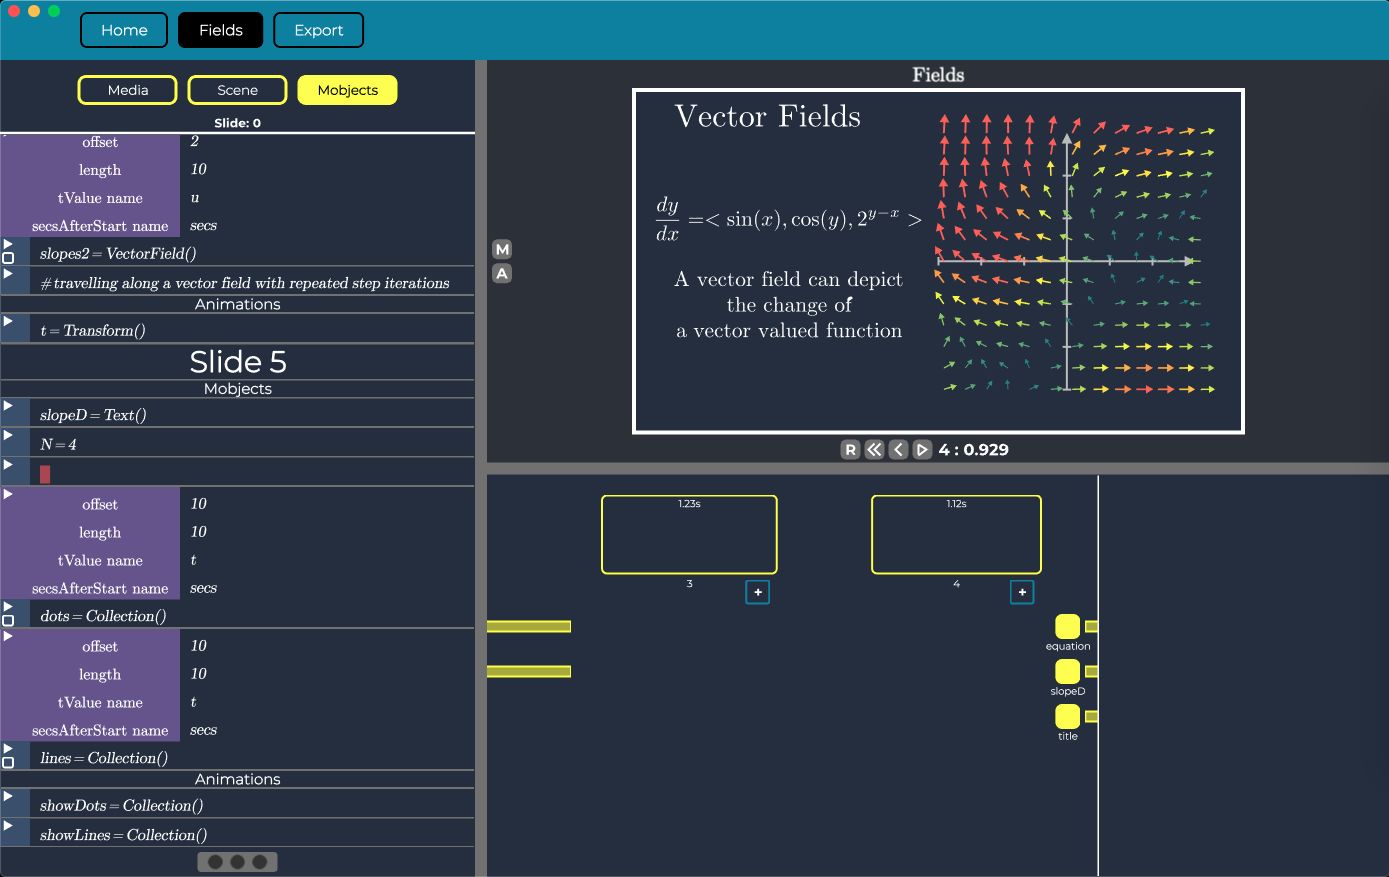 Home Fields Export
Media Scene Mobjects
Slide: 0
offset 2
length 10
tValue name u
secsAfterStart name secs
slopes2 = VectorField()
#travelling along a vector field with repeated step iterations
Animations
t = Transform()
Slide 5
Mobjects
slopeD = Text()
N = 4
offset 10
length 10
tValue name t
secsAfterStart name secs
dots = Collection()
offset 10
length 10
tValue name t
secsAfterStart name secs
lines = Collection()
Animations
showDots = Collection()
showLines = Collection()
Fields
Vector Fields
dy/dx =< sin(x), cos(y), 2^{y−x} >
A vector field can depict
the change of
a vector valued function
M
A
R 4 : 0.929
1.23s 1.12s
3 + 4 +
equation
slopeD
title